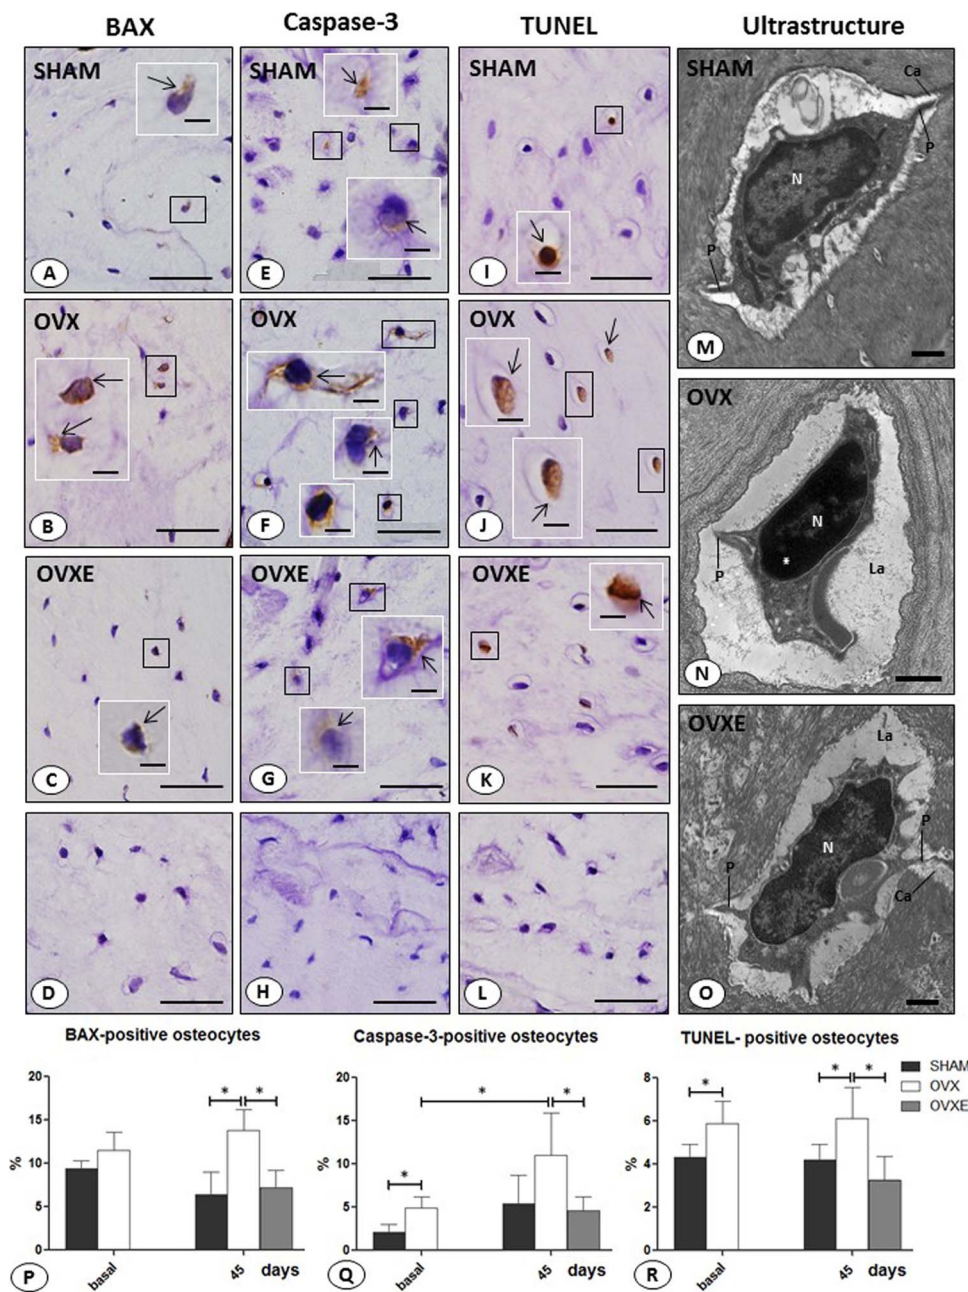 BAX
Caspase-3
TUNEL
Ultrastructure
SHAM
A
SHAM
E
SHAM
I
SHAM
Ca
P
N
P
M
OVX
B
OVX
F
OVX
J
OVX
N
*
P
La
N
OVXE
C
OVXE
G
OVXE
K
OVXE
La
P
N
P
Ca
O
D
H
L
BAX-positive osteocytes
%
20
15
10
5
0
* *
basal
45 days
P
Caspase-3-positive osteocytes
%
20
15
10
5
0
* * *
basal
45 days
Q
TUNEL- positive osteocytes
%
8
6
4
2
0
* * *
basal
45 days
R
SHAM
OVX
OVXE